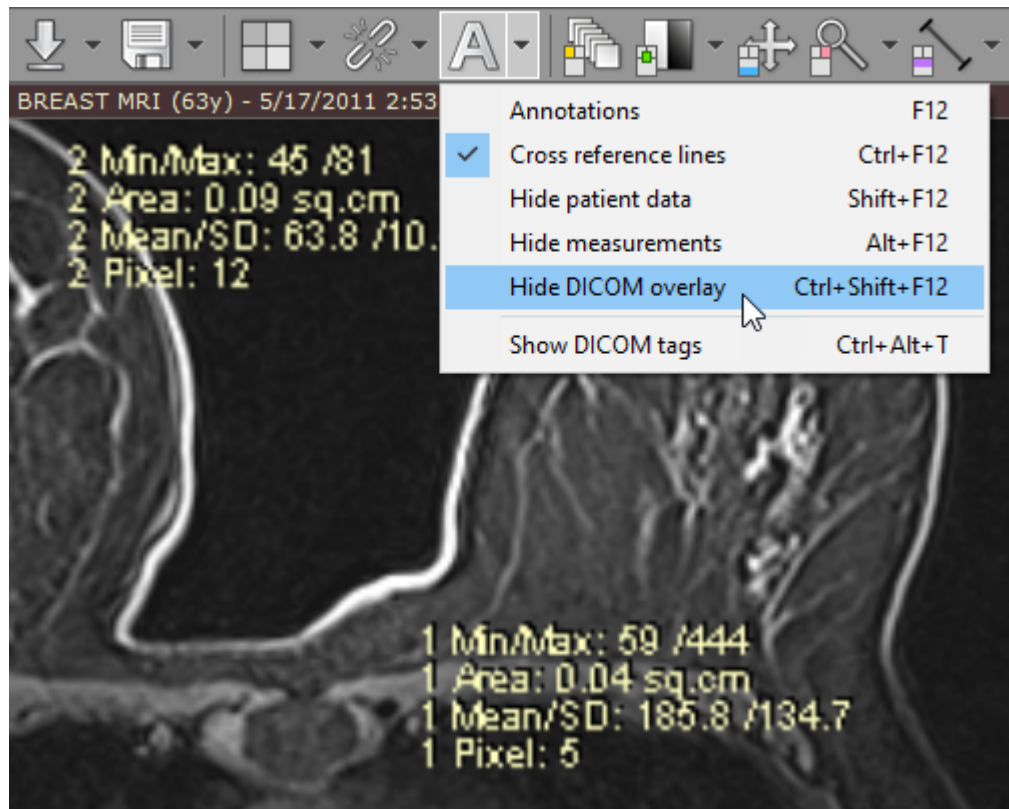 A
BREAST MRI (63y) - 5/17/2011 2:53
Annotations F12
Cross reference lines Ctrl+F12
Hide patient data Shift+F12
Hide measurements Alt+F12
Hide DICOM overlay Ctrl+Shift+F12
Show DICOM tags Ctrl+Alt+T
2 Min/Max: 45 /81
2 Area: 0.09 sq.cm
2 Mean/SD: 63.8 /10.
2 Pixel: 12
1 Min/Max: 59 /444
1 Area: 0.04 sq.cm
1 Mean/SD: 185.8 /134.7
1 Pixel: 5